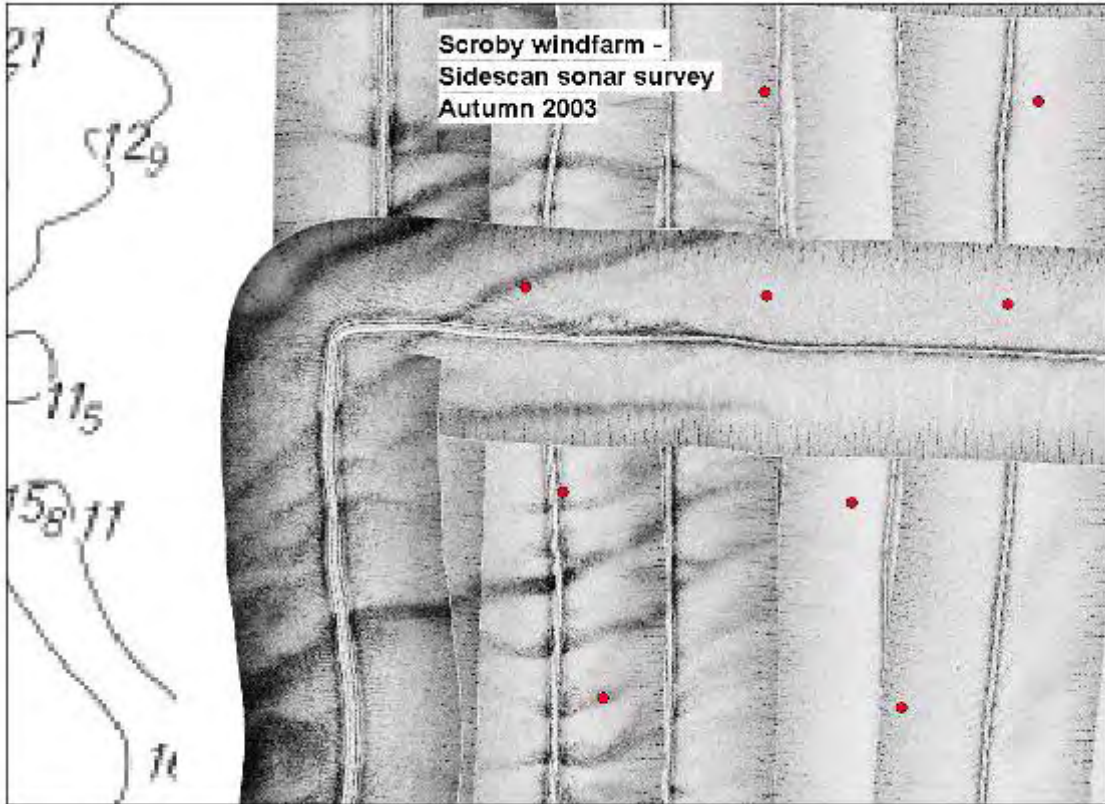 Scroby windfarm -
Sidescan sonar survey
Autumn 2003
21
12₉
11₅
15₈ 11